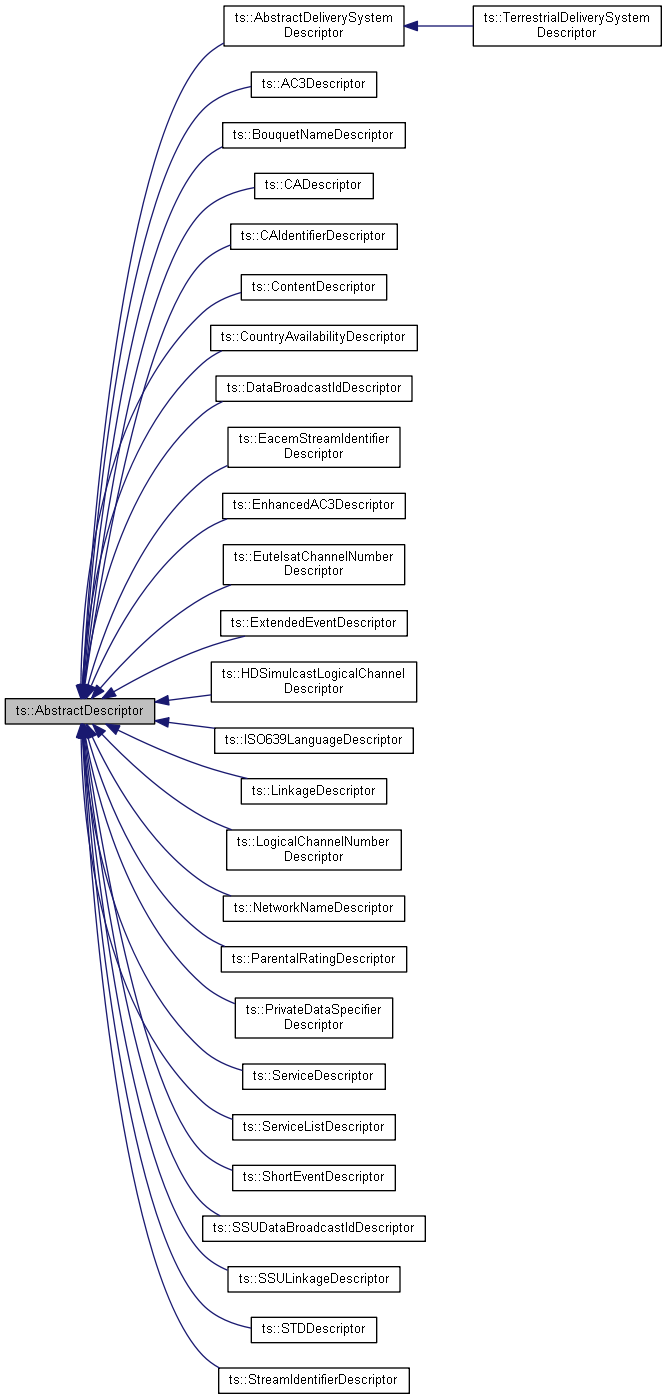 ts::AbstractDeliverySystem
Descriptor
ts::TerrestrialDeliverySystem
Descriptor
ts::AC3Descriptor
ts::BouquetNameDescriptor
ts::CADescriptor
ts::CAIdentifierDescriptor
ts::ContentDescriptor
ts::CountryAvailabilityDescriptor
ts::DataBroadcastIdDescriptor
ts::EacemStreamIdentifier
Descriptor
ts::EnhancedAC3Descriptor
ts::EutelsatChannelNumber
Descriptor
ts::ExtendedEventDescriptor
ts::HDSimulcastLogicalChannel
Descriptor
ts::AbstractDescriptor
ts::ISO639LanguageDescriptor
ts::LinkageDescriptor
ts::LogicalChannelNumber
Descriptor
ts::NetworkNameDescriptor
ts::ParentalRatingDescriptor
ts::PrivateDataSpecifier
Descriptor
ts::ServiceDescriptor
ts::ServiceListDescriptor
ts::ShortEventDescriptor
ts::SSUDataBroadcastIdDescriptor
ts::SSULinkageDescriptor
ts::STDDescriptor
ts::StreamIdentifierDescriptor